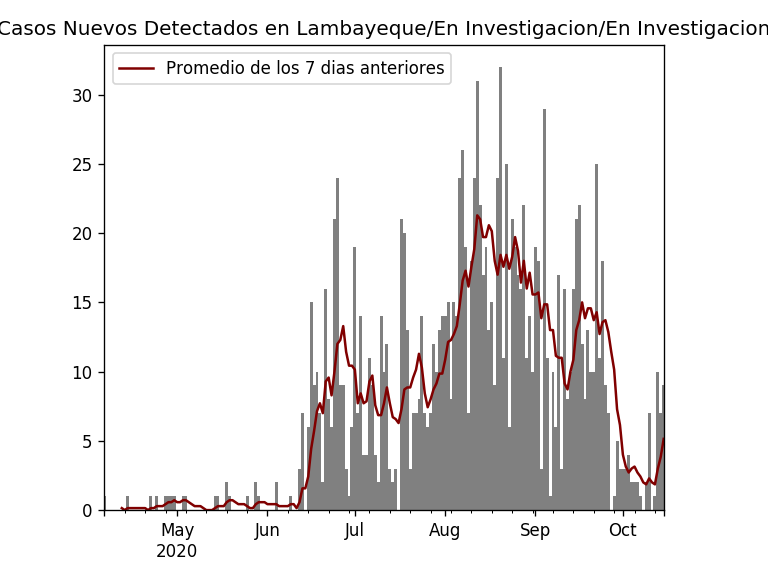 Casos Nuevos Detectados en Lambayeque/En Investigacion/En Investigacion
Promedio de los 7 dias anteriores
30
25
20
15
10
5
0
May Jun Jul Aug Sep Oct
2020